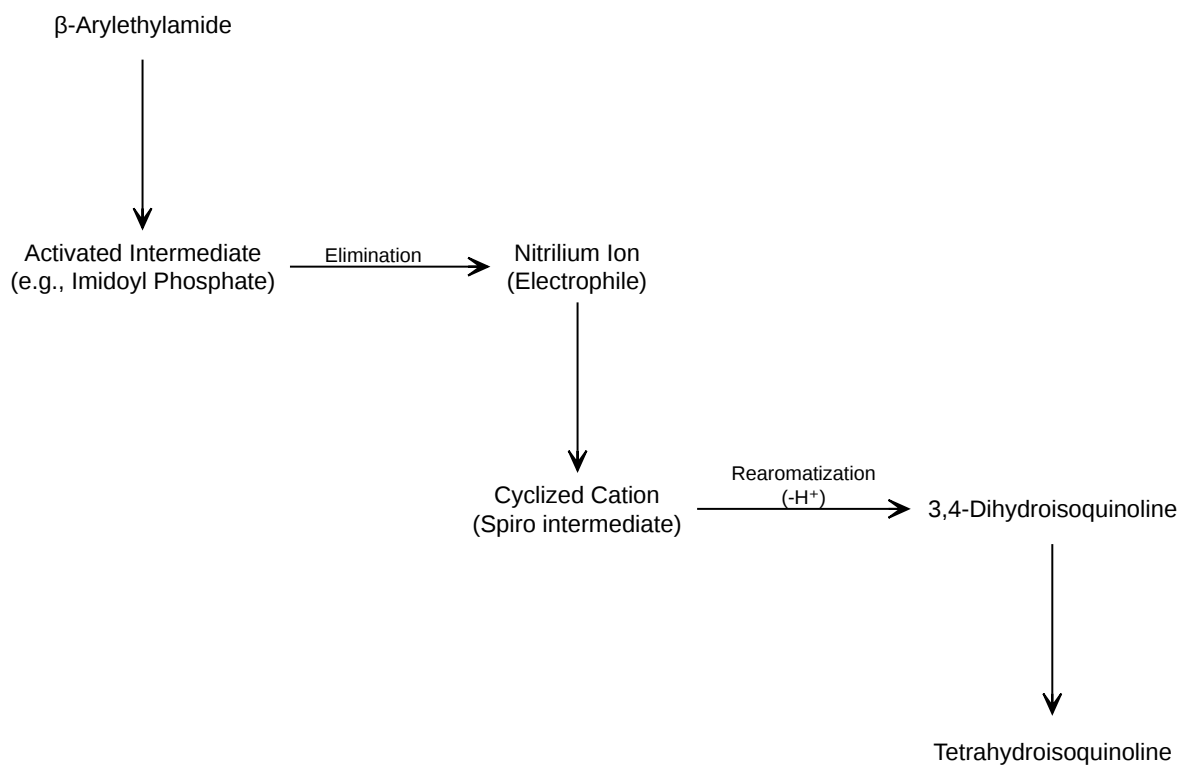 β-Arylethylamide
Activated Intermediate
(e.g., Imidoyl Phosphate)
Elimination
Nitrilium Ion
(Electrophile)
Cyclized Cation
(Spiro intermediate)
Rearomatization
(-H⁺)
3,4-Dihydroisoquinoline
Tetrahydroisoquinoline